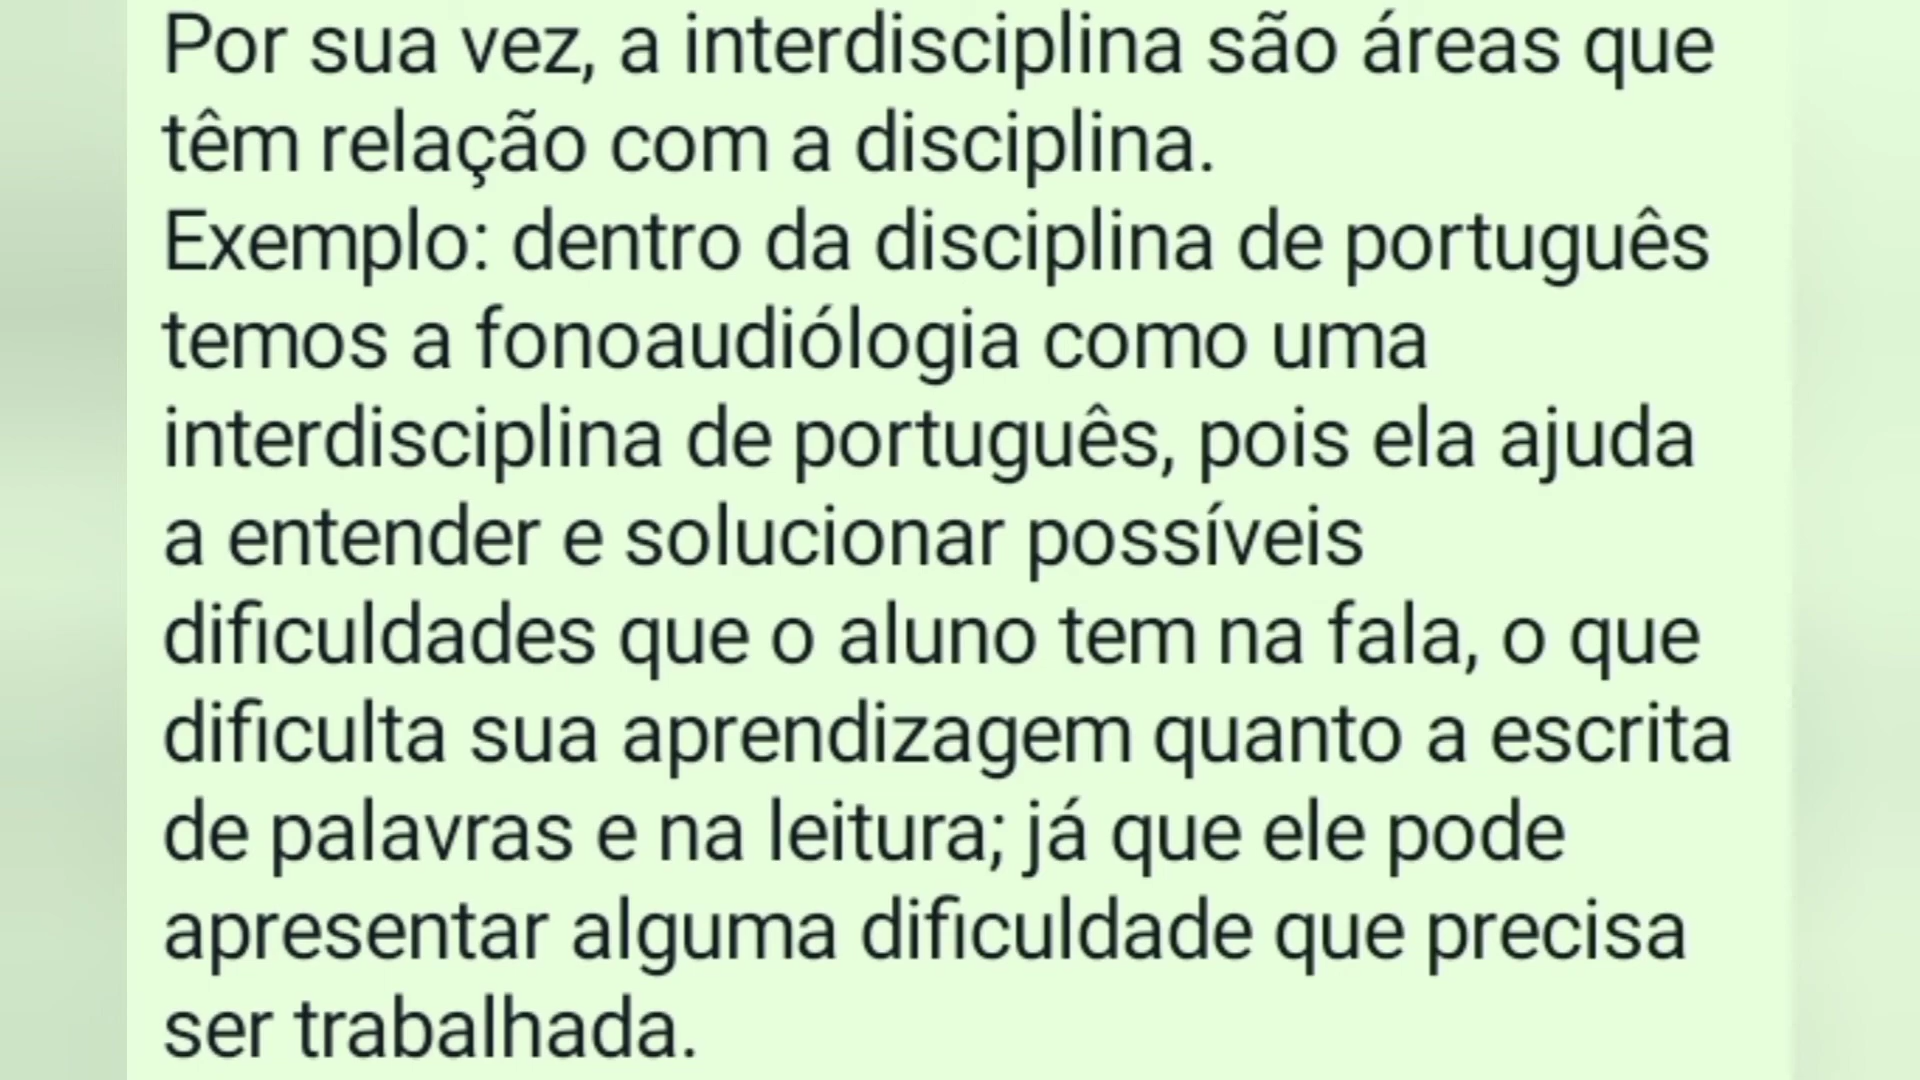 Por sua vez, a interdisciplina são áreas que
têm relação com a disciplina.
Exemplo: dentro da disciplina de português
temos a fonoaudiólogia como uma
interdisciplina de português, pois ela ajuda
a entender e solucionar possíveis
dificuldades que o aluno tem na fala, o que
dificulta sua aprendizagem quanto a escrita
de palavras e na leitura; já que ele pode
apresentar alguma dificuldade que precisa
ser trabalhada.